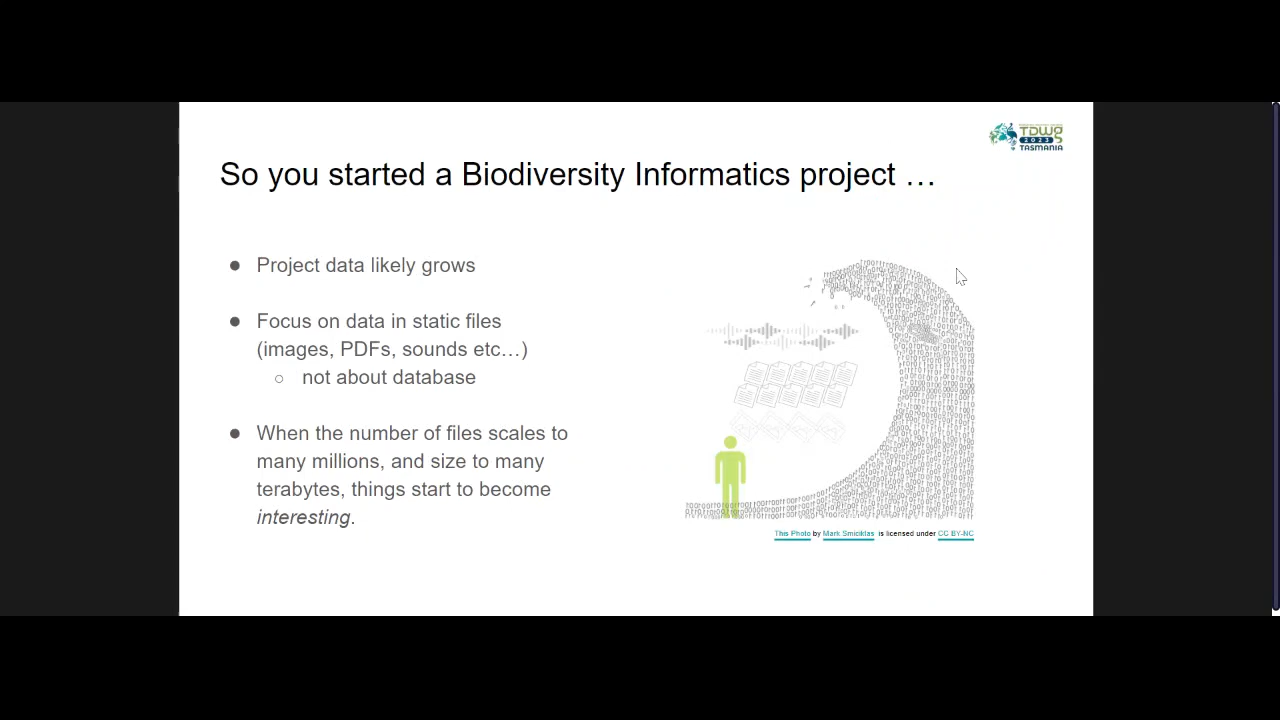 TDWG
2023
TASMANIA
So you started a Biodiversity Informatics project …
● Project data likely grows
● Focus on data in static files
(images, PDFs, sounds etc…)
○ not about database
● When the number of files scales to
many millions, and size to many
terabytes, things start to become
interesting.
This Photo by Mark Smiciklas is licensed under CC BY-NC